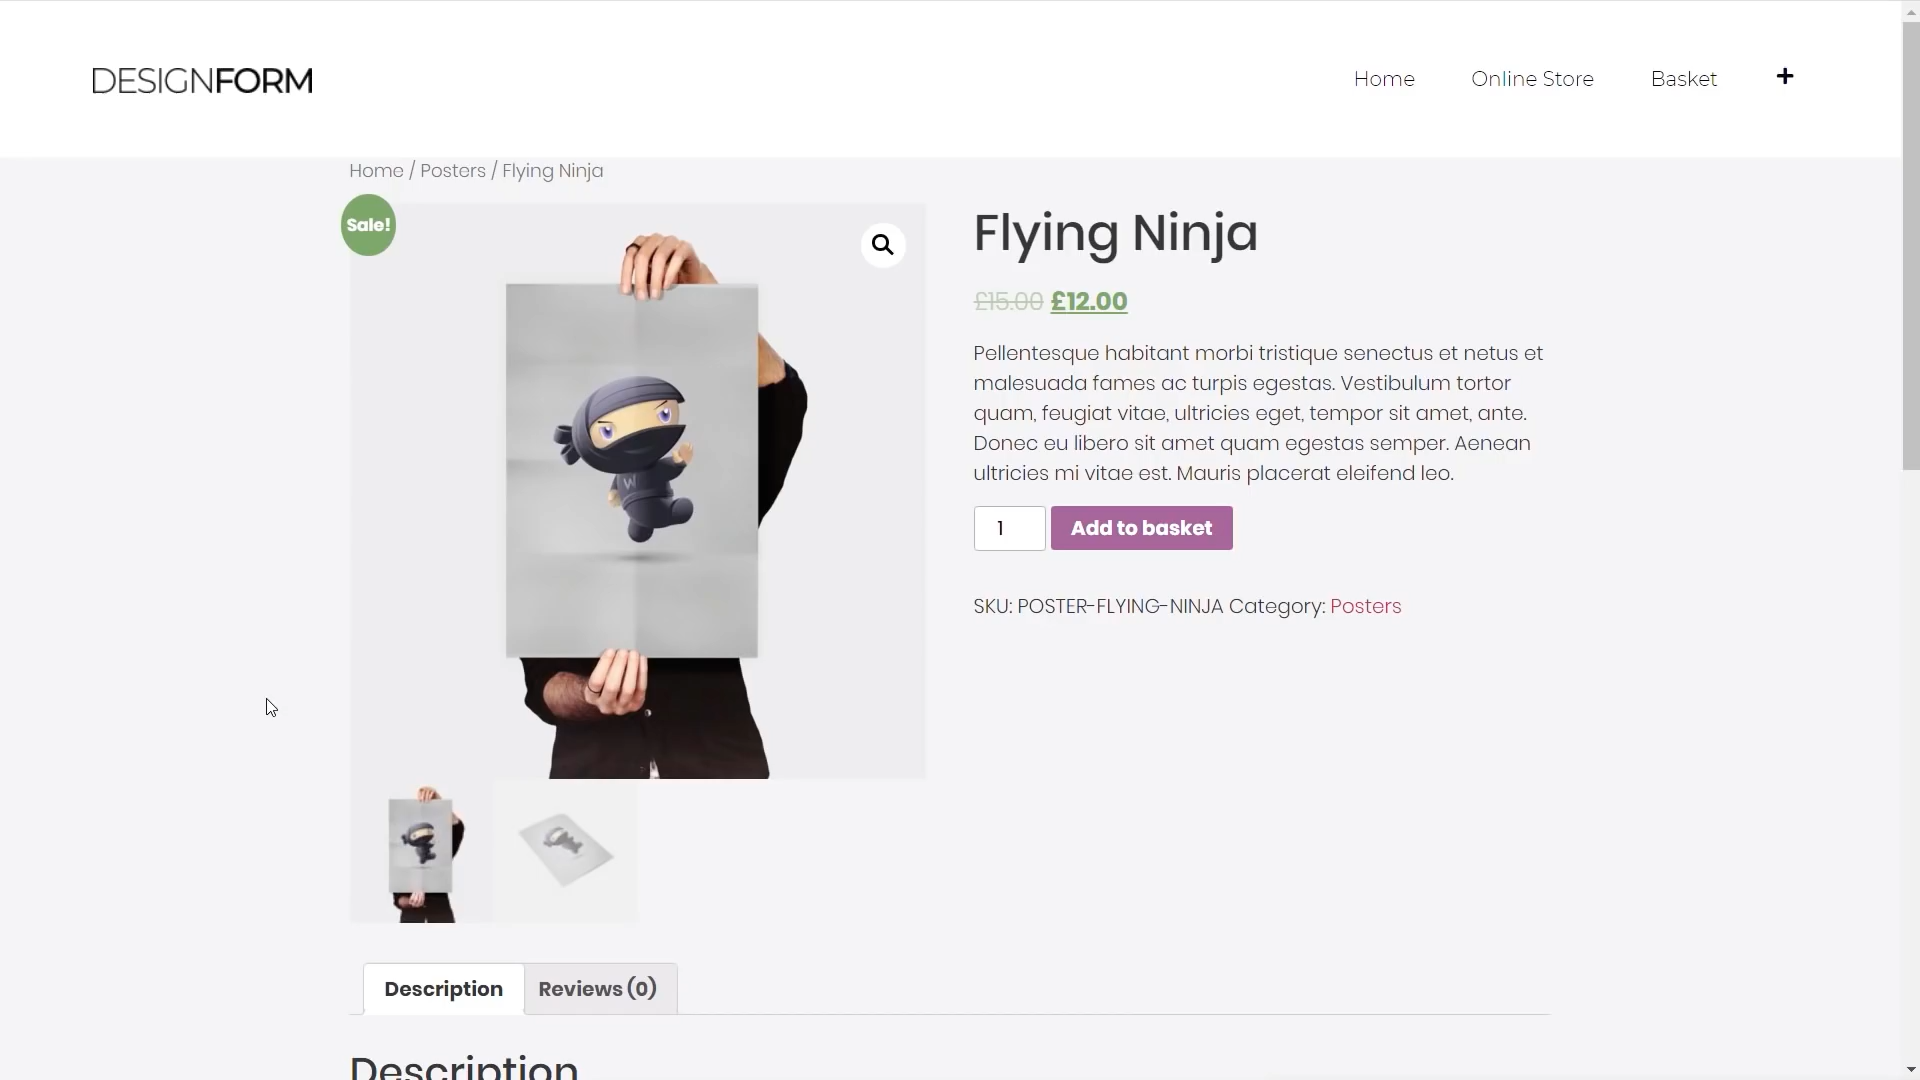 DESIGNFORM
Home Online Store Basket +
Home / Posters / Flying Ninja
Sale!
Flying Ninja
£15.00 £12.00
Pellentesque habitant morbi tristique senectus et netus et
malesuada fames ac turpis egestas. Vestibulum tortor
quam, feugiat vitae, ultricies eget, tempor sit amet, ante.
Donec eu libero sit amet quam egestas semper. Aenean
ultricies mi vitae est. Mauris placerat eleifend leo.
1 Add to basket
W
SKU: POSTER-FLYING-NINJA Category: Posters
Description Reviews (0)
Description